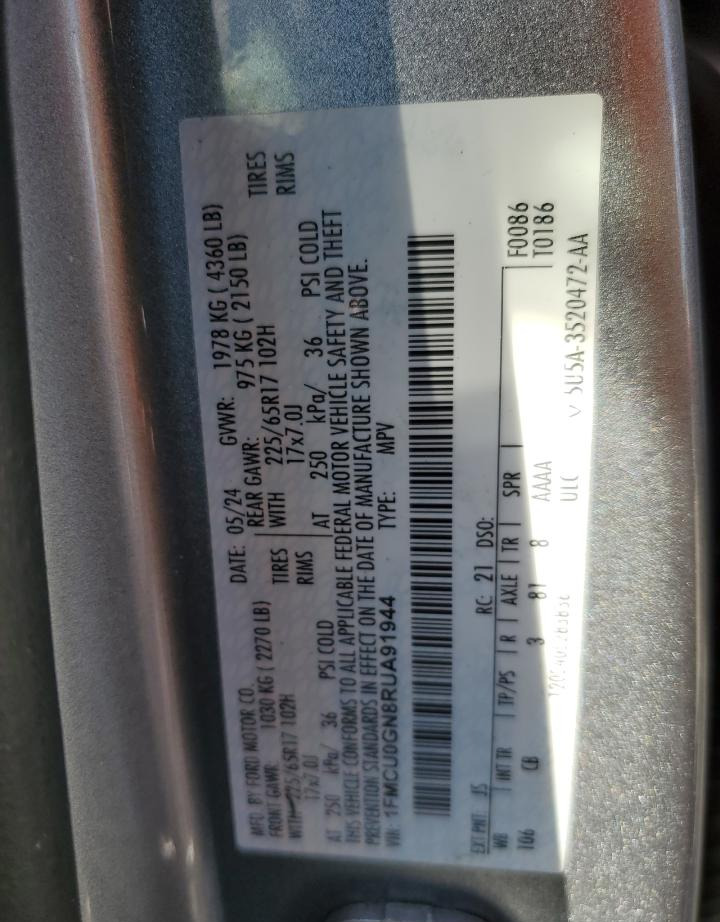 MFD. BY FORD MOTOR CO. DATE: 05/24 GVWR: 1978 KG ( 4360 LB)
FRONT GAWR: 1030 KG ( 2270 LB) REAR GAWR: 975 KG ( 2150 LB)
WITH 225/65R17 102H TIRES WITH 225/65R17 102H TIRES
17x7.0J RIMS 17x7.0J RIMS
AT 250 kPa/ 36 PSI COLD AT 250 kPa/ 36 PSI COLD
THIS VEHICLE CONFORMS TO ALL APPLICABLE FEDERAL MOTOR VEHICLE SAFETY AND THEFT
PREVENTION STANDARDS IN EFFECT ON THE DATE OF MANUFACTURE SHOWN ABOVE.
VIN: 1FMCU0GN8RUA91944 TYPE: MPV
EXT PNT: JS RC: 21 DSO:
WB INT TR TP/PS R AXLE TR SPR F0086
106 CB 3 81 8 AAAA T0186
ULC
5U5A-3520472-AA